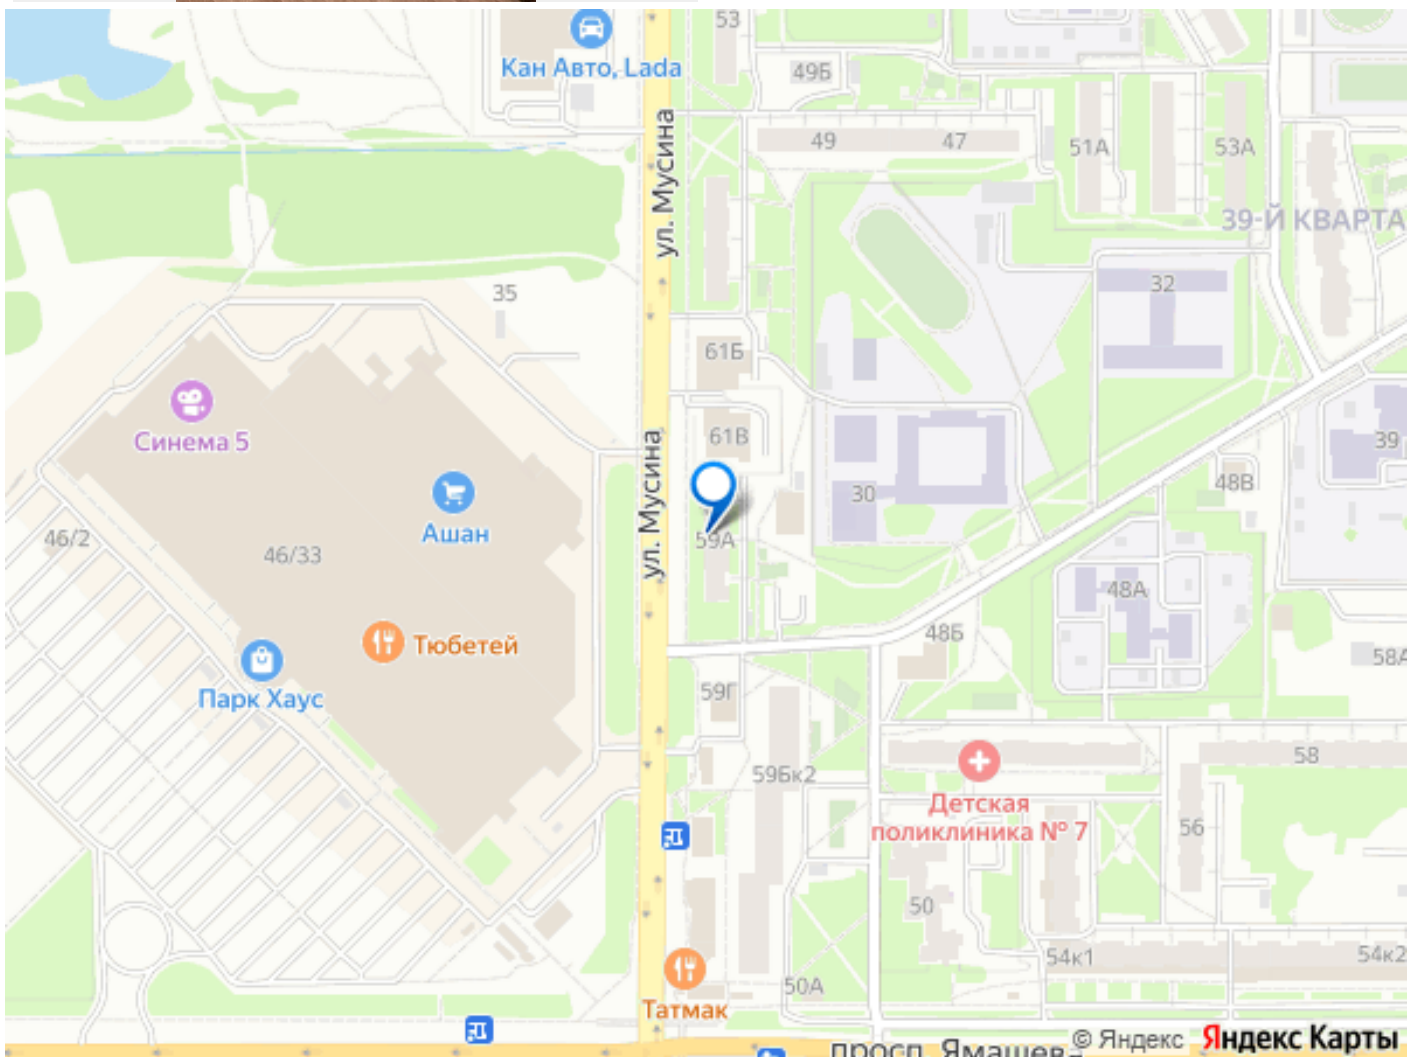 53
Кан Авто, Lada
49Б
49
47
51А
53А
ул. Мусина
39-Й КВАРТА
32
35
61Б
Синема 5
61В
39
ул. Мусина
Ашан
30
48В
46/2
46/33
59А
48А
Тюбетей
48Б
58А
Парк Хаус
59Г
58
59Бк2
Детская
поликлиника № 7
56
50
54к1
54к2
50А
Татмак
просп. Ямашева
© Яндекс Яндекс Карты